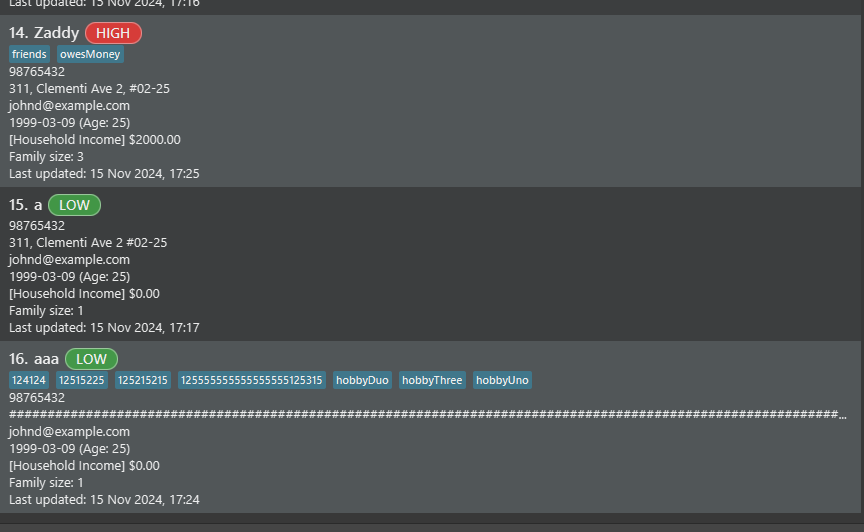 Last updated: 15 Nov 2024, 17:16
14. Zaddy HIGH
friends owesMoney
98765432
311, Clementi Ave 2, #02-25
johnd@example.com
1999-03-09 (Age: 25)
[Household Income] $2000.00
Family size: 3
Last updated: 15 Nov 2024, 17:25
15. a LOW
98765432
311, Clementi Ave 2 #02-25
johnd@example.com
1999-03-09 (Age: 25)
[Household Income] $0.00
Family size: 1
Last updated: 15 Nov 2024, 17:17
16. aaa LOW
124124 12515225 125215215 12555555555555555125315 hobbyDuo hobbyThree hobbyUno
98765432
##########################################################################################################...
johnd@example.com
1999-03-09 (Age: 25)
[Household Income] $0.00
Family size: 1
Last updated: 15 Nov 2024, 17:24